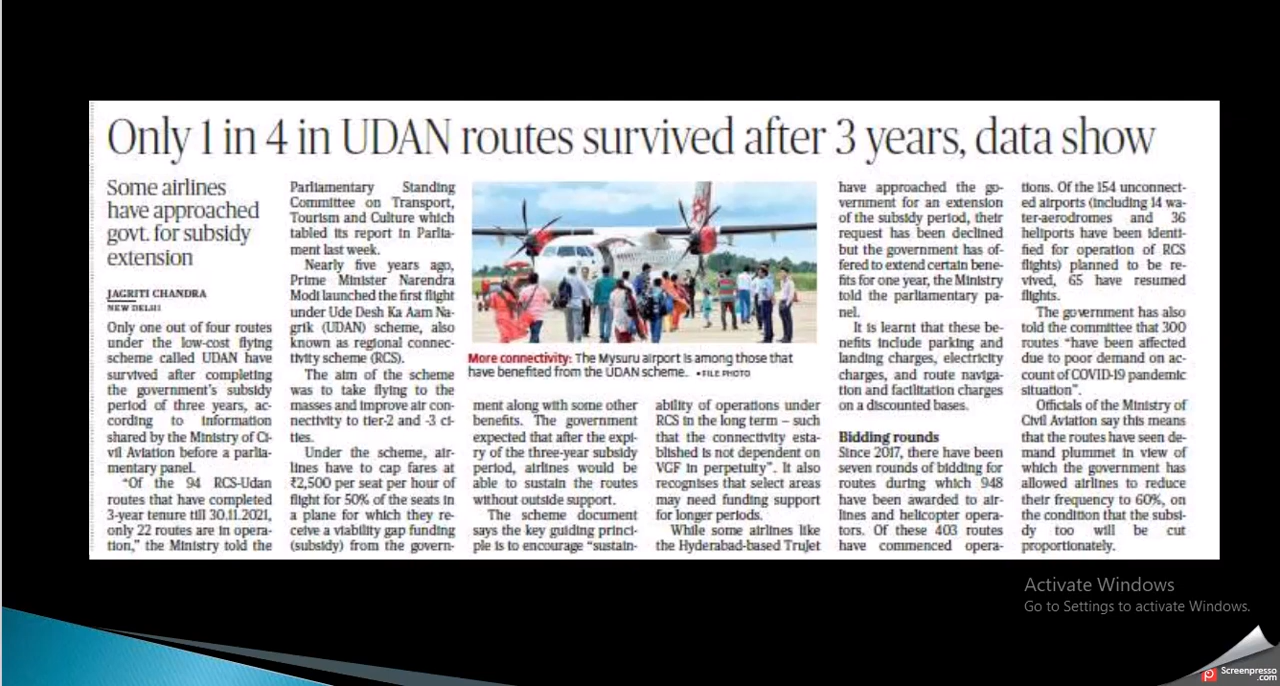 Only 1 in 4 in UDAN routes survived after 3 years, data show
Some airlines
have approached
govt. for subsidy
extension
JAGRITI CHANDRA
NEW DELHI
Only one out of four routes
under the low-cost flying
scheme called UDAN have
survived after completing
the government's subsidy
period of three years, ac-
cording to information
shared by the Ministry of Ci-
vil Aviation before a parlia-
mentary panel.
"Of the 94 RCS-Udan
routes that have completed
3-year tenure till 30.11.2021,
only 22 routes are in opera-
tion," the Ministry told the
Parliamentary Standing
Committee on Transport,
Tourism and Culture which
tabled its report in Parlia-
ment last week.
Nearly five years ago,
Prime Minister Narendra
Modi launched the first flight
under Ude Desh Ka Aam Na-
grik (UDAN) scheme, also
known as regional connec-
tivity scheme (RCS).
The aim of the scheme
was to take flying to the
masses and improve air con-
nectivity to tier-2 and -3 ci-
ties.
Under the scheme, air-
lines have to cap fares at
₹2,500 per seat per hour of
flight for 50% of the seats in
a plane for which they re-
ceive a viability gap funding
(subsidy) from the govern-
More connectivity: The Mysuru airport is among those that
have benefited from the UDAN scheme. •FILE PHOTO
ment along with some other
benefits. The government
expected that after the expi-
ry of the three-year subsidy
period, airlines would be
able to sustain the routes
without outside support.
The scheme document
says the key guiding princi-
ple is to encourage "sustain-
ability of operations under
RCS in the long term – such
that the connectivity esta-
blished is not dependent on
VGF in perpetuity". It also
recognises that select areas
may need funding support
for longer periods.
While some airlines like
the Hyderabad-based TruJet
have approached the go-
vernment for an extension
of the subsidy period, their
request has been declined
but the government has of-
fered to extend certain bene-
fits for one year, the Ministry
told the parliamentary pa-
nel.
It is learnt that these be-
nefits include parking and
landing charges, electricity
charges, and route naviga-
tion and facilitation charges
on a discounted bases.
Bidding rounds
Since 2017, there have been
seven rounds of bidding for
routes during which 948
have been awarded to air-
lines and helicopter opera-
tors. Of these 403 routes
have commenced opera-
tions. Of the 154 unconnect-
ed airports (including 14 wa-
ter-aerodromes and 36
heliports have been identi-
fied for operation of RCS
flights) planned to be re-
vived, 65 have resumed
flights.
The government has also
told the committee that 300
routes "have been affected
due to poor demand on ac-
count of COVID-19 pandemic
situation".
Officials of the Ministry of
Civil Aviation say this means
that the routes have seen de-
mand plummet in view of
which the government has
allowed airlines to reduce
their frequency to 60%, on
the condition that the subsi-
dy too will be cut
proportionately.
Activate Windows
Go to Settings to activate Windows.
Screenpresso
.com